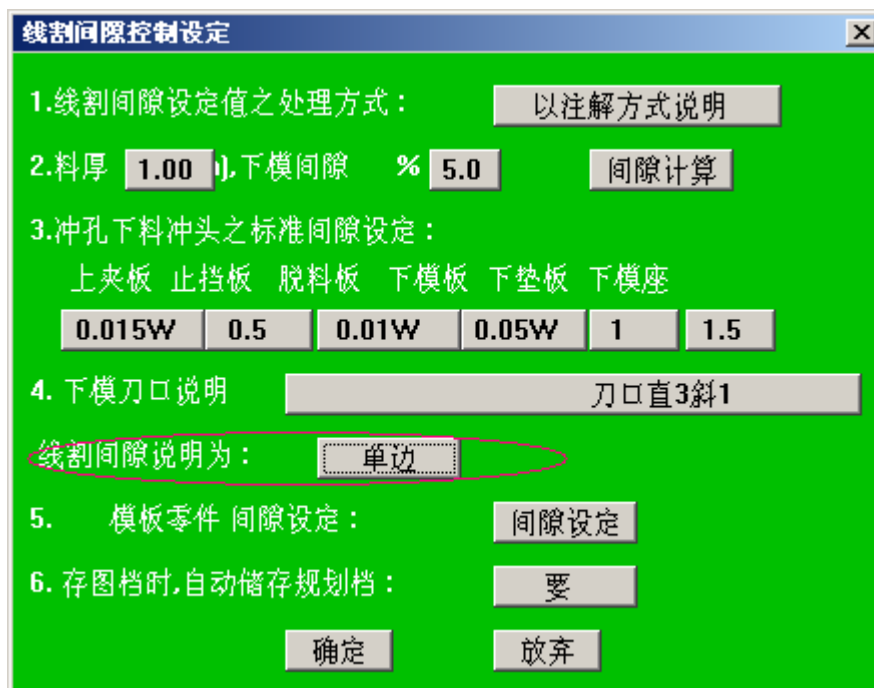 线割间隙控制设定
1.线割间隙设定值之处理方式： 以注解方式说明
2.料厚 1.00 ),下模间隙 % 5.0 间隙计算
3.冲孔下料冲头之标准间隙设定：
上夹板 止挡板 脱料板 下模板 下垫板 下模座
0.015W 0.5 0.01W 0.05W 1 1.5
4. 下模刀口说明 刀口直3斜1
线割间隙说明为： 单边
5. 模板零件 间隙设定： 间隙设定
6. 存图档时,自动储存规划档： 要
确定 放弃